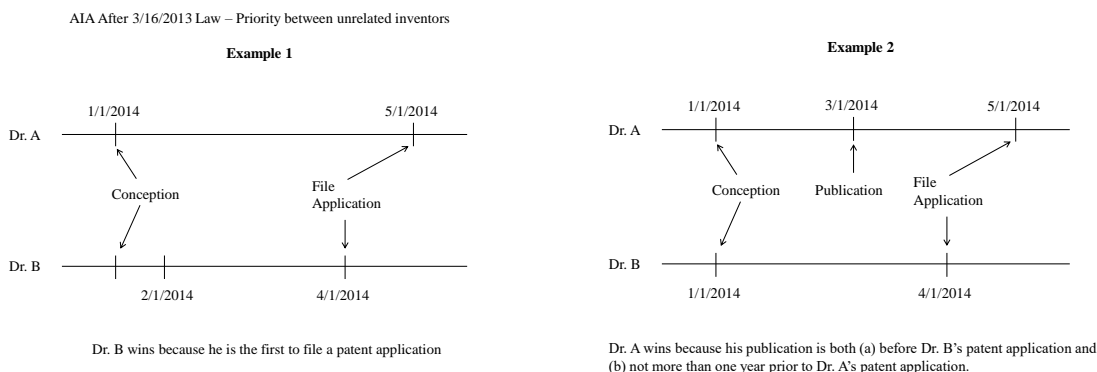 AIA After 3/16/2013 Law – Priority between unrelated inventors
Example 1
1/1/2014
5/1/2014
Dr. A
Conception
File
Application
Dr. B
2/1/2014
4/1/2014
Dr. B wins because he is the first to file a patent application
Example 2
1/1/2014
3/1/2014
5/1/2014
Dr. A
Conception
Publication
File
Application
Dr. B
1/1/2014
4/1/2014
Dr. A wins because his publication is both (a) before Dr. B’s patent application and
(b) not more than one year prior to Dr. A’s patent application.